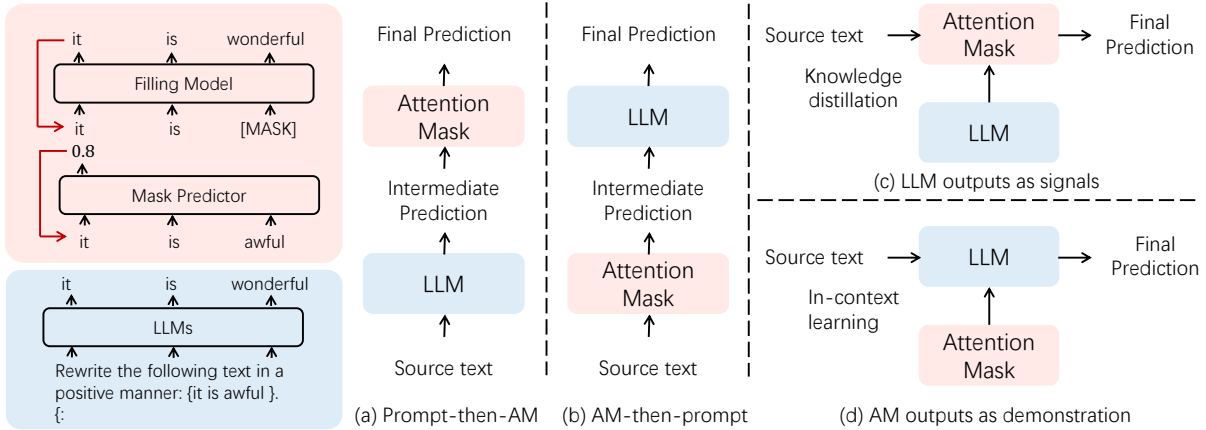 it is wonderful
Filling Model
it is [MASK]
0.8
Mask Predictor
it is awful
it is wonderful
LLMs
Rewrite the following text in a
positive manner: {it is awful }.
{:
Final Prediction
Attention
Mask
Intermediate
Prediction
LLM
Source text
(a) Prompt-then-AM
Final Prediction
LLM
Intermediate
Prediction
Attention
Mask
Source text
(b) AM-then-prompt
Source text
Attention
Mask
Final
Prediction
Knowledge
distillation
LLM
(c) LLM outputs as signals
Source text
LLM
Final
Prediction
In-context
learning
Attention
Mask
(d) AM outputs as demonstration